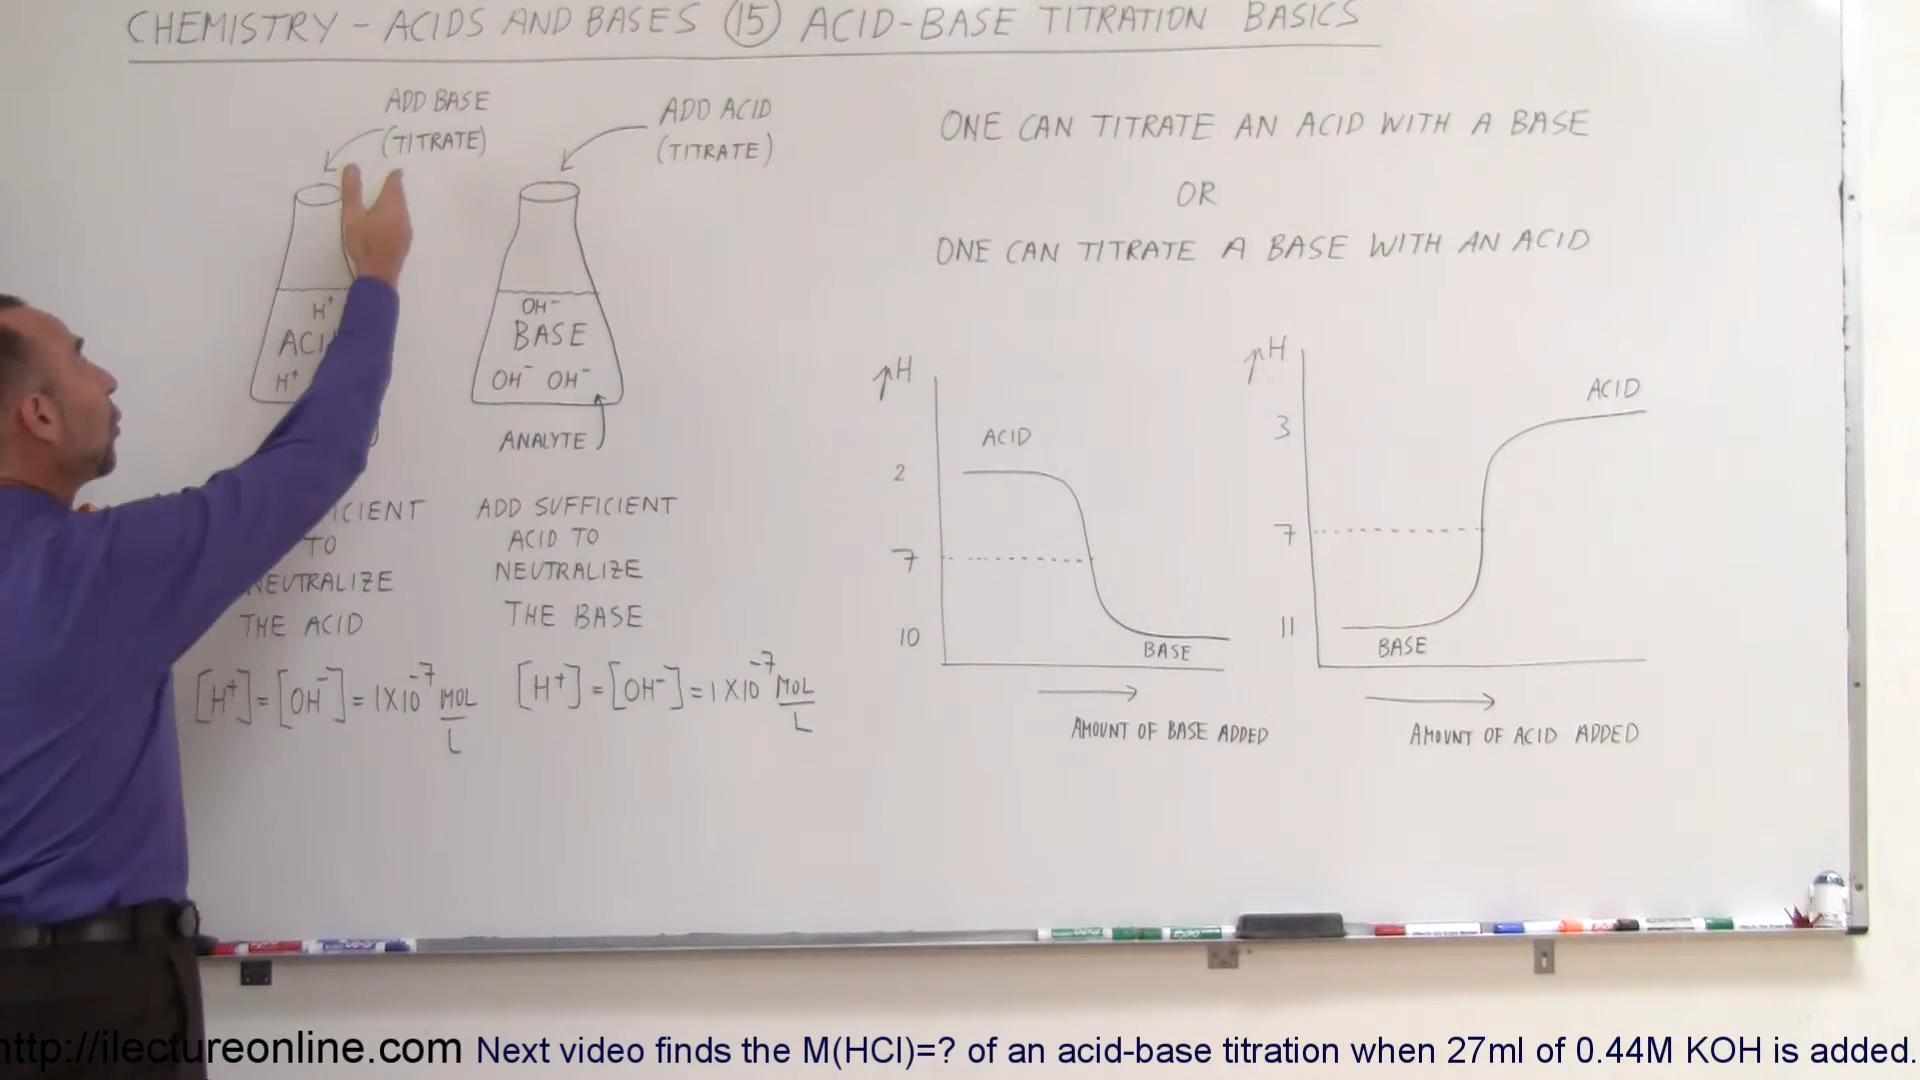 CHEMISTRY - ACIDS AND BASES (15) ACID-BASE TITRATION BASICS
ADD BASE
(TITRATE)
H+
H+
ADD ACID
(TITRATE)
OH-
BASE
OH- OH-
ANALYTE
TO
NEUTRALIZE
THE ACID
[H+] = [OH-] = 1X10-7 MOL/L
ADD SUFFICIENT
ACID TO
NEUTRALIZE
THE BASE
[H+] = [OH-] = 1X10-7 MOL/L
ONE CAN TITRATE AN ACID WITH A BASE
OR
ONE CAN TITRATE A BASE WITH AN ACID
pH
ACID
2
7
10
BASE
AMOUNT OF BASE ADDED
pH
ACID
3
7
11
BASE
AMOUNT OF ACID ADDED
http://ilectureonline.com Next video finds the M(HCl)=? of an acid-base titration when 27ml of 0.44M KOH is added.